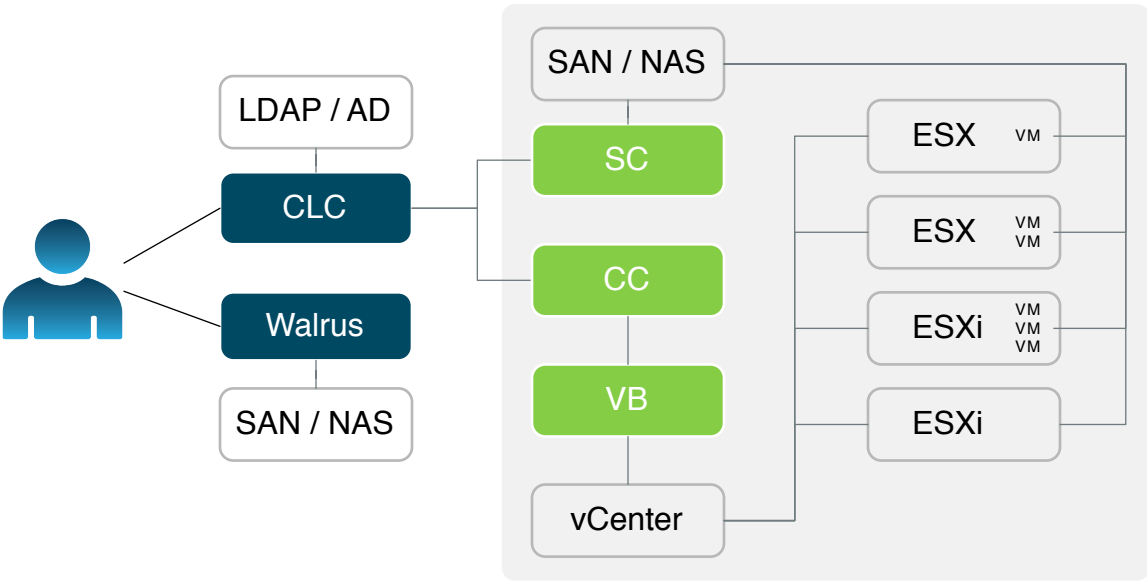 LDAP / AD
CLC
Walrus
SAN / NAS
SAN / NAS
SC
CC
VB
vCenter
ESX VM
ESX VM
VM
ESXi VM
VM
VM
ESXi